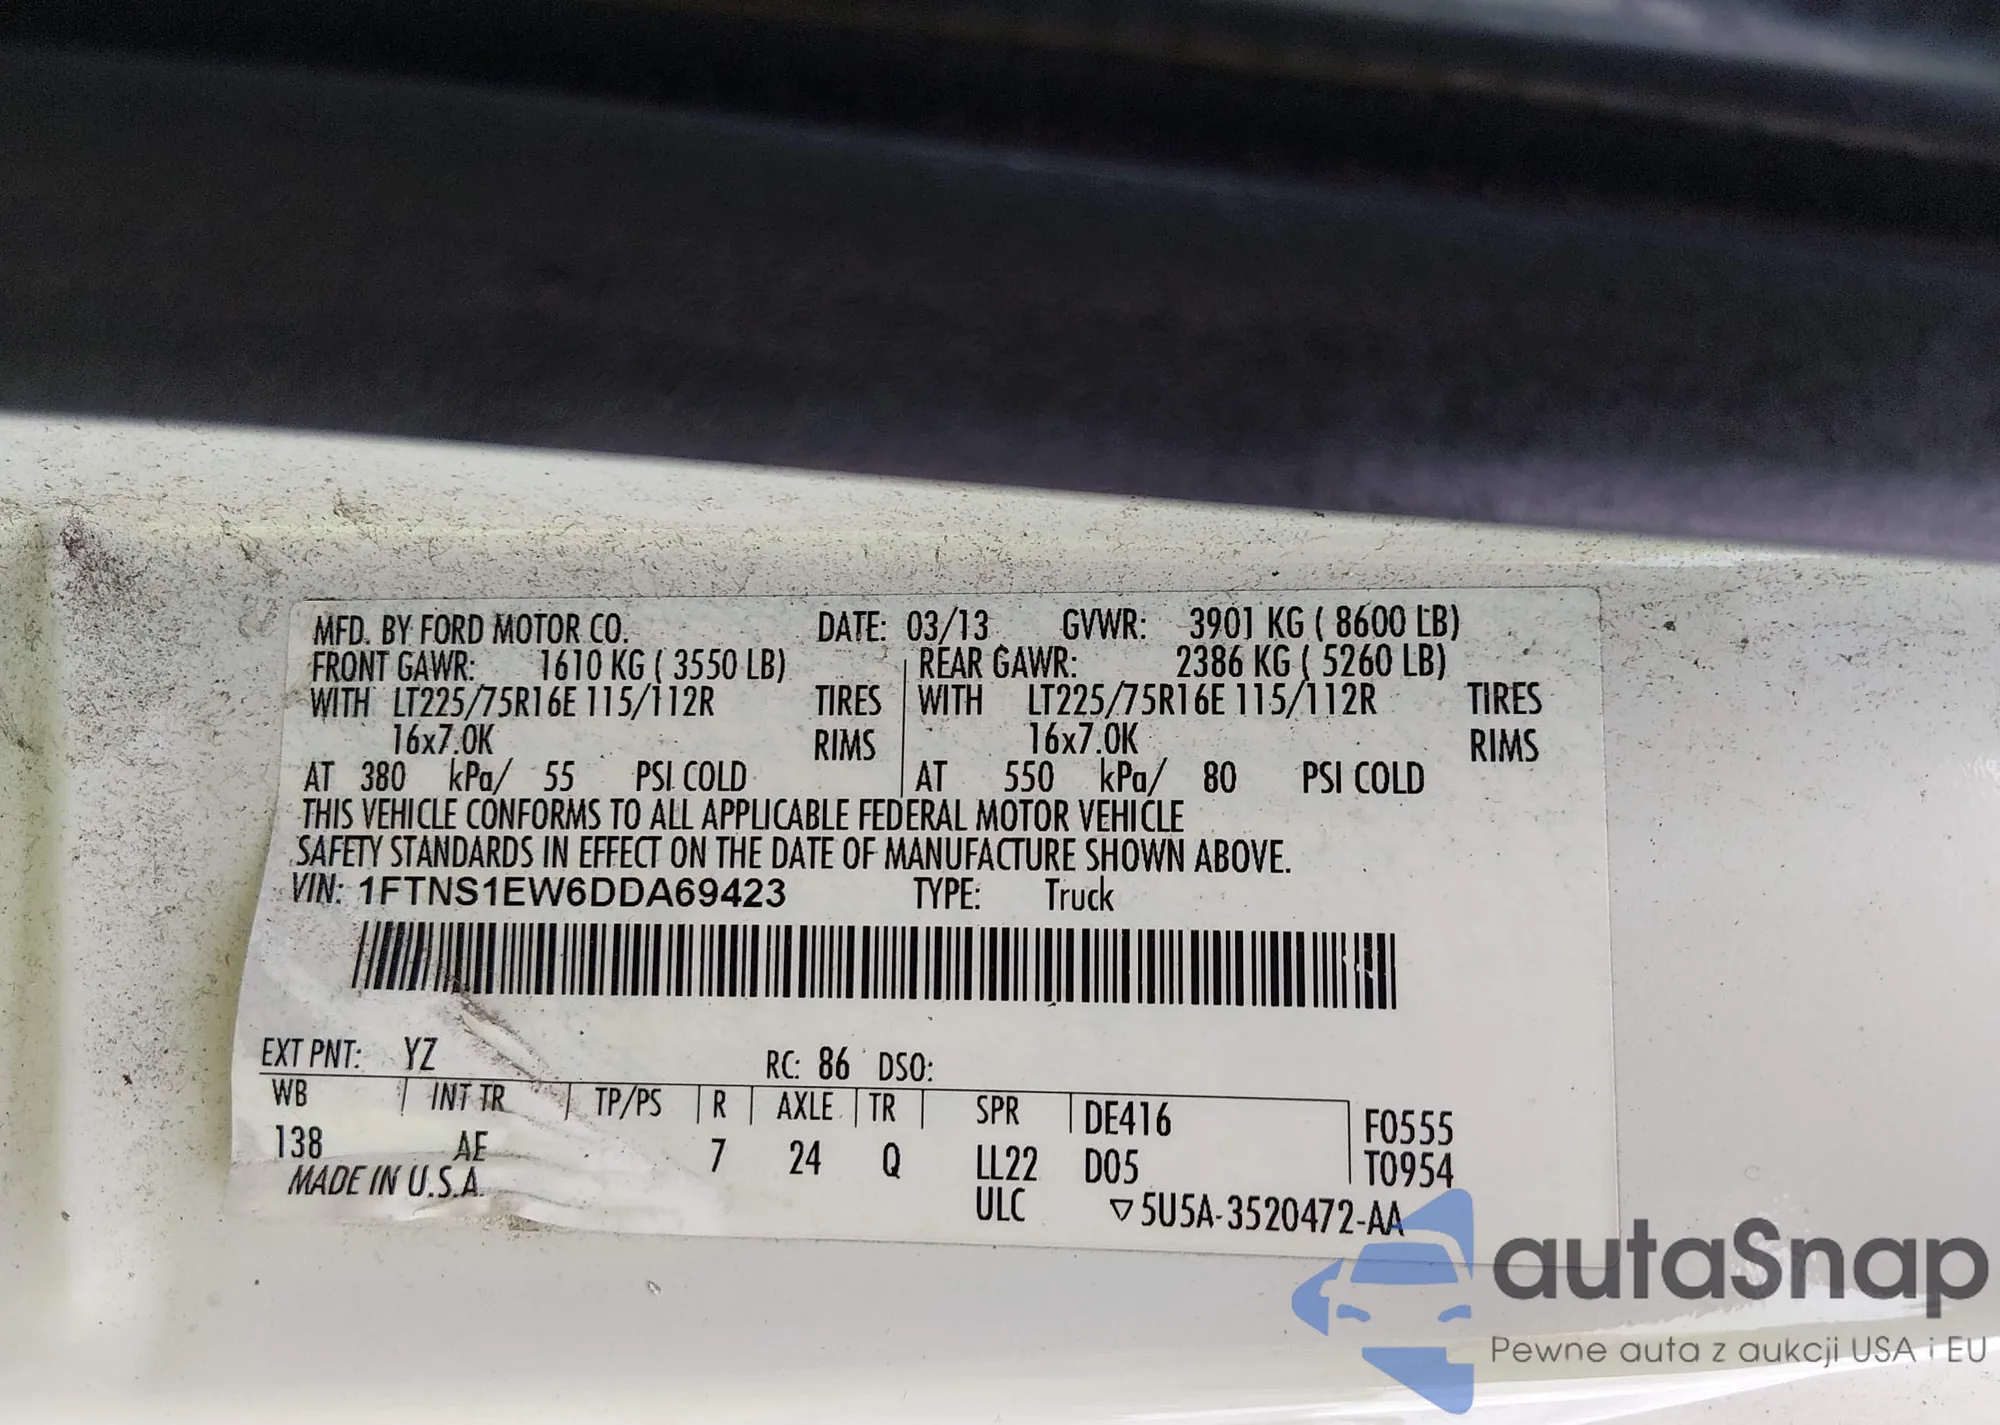 MFD. BY FORD MOTOR CO. DATE: 03/13 GVWR: 3901 KG ( 8600 LB)
FRONT GAWR: 1610 KG ( 3550 LB) REAR GAWR: 2386 KG ( 5260 LB)
WITH LT225/75R16E 115/112R TIRES WITH LT225/75R16E 115/112R TIRES
16x7.0K RIMS 16x7.0K RIMS
AT 380 kPa/ 55 PSI COLD AT 550 kPa/ 80 PSI COLD
THIS VEHICLE CONFORMS TO ALL APPLICABLE FEDERAL MOTOR VEHICLE
SAFETY STANDARDS IN EFFECT ON THE DATE OF MANUFACTURE SHOWN ABOVE.
VIN: 1FTNS1EW6DDA69423 TYPE: Truck
EXT PNT: YZ RC: 86 DSO:
WB INT TR TP/PS R AXLE TR SPR DE416 F0555
138 AE 7 24 Q LL22 D05 T0954
MADE IN U.S.A. ULC ▽5U5A-3520472-AA
autaSnap
Pewne auta z aukcji USA i EU